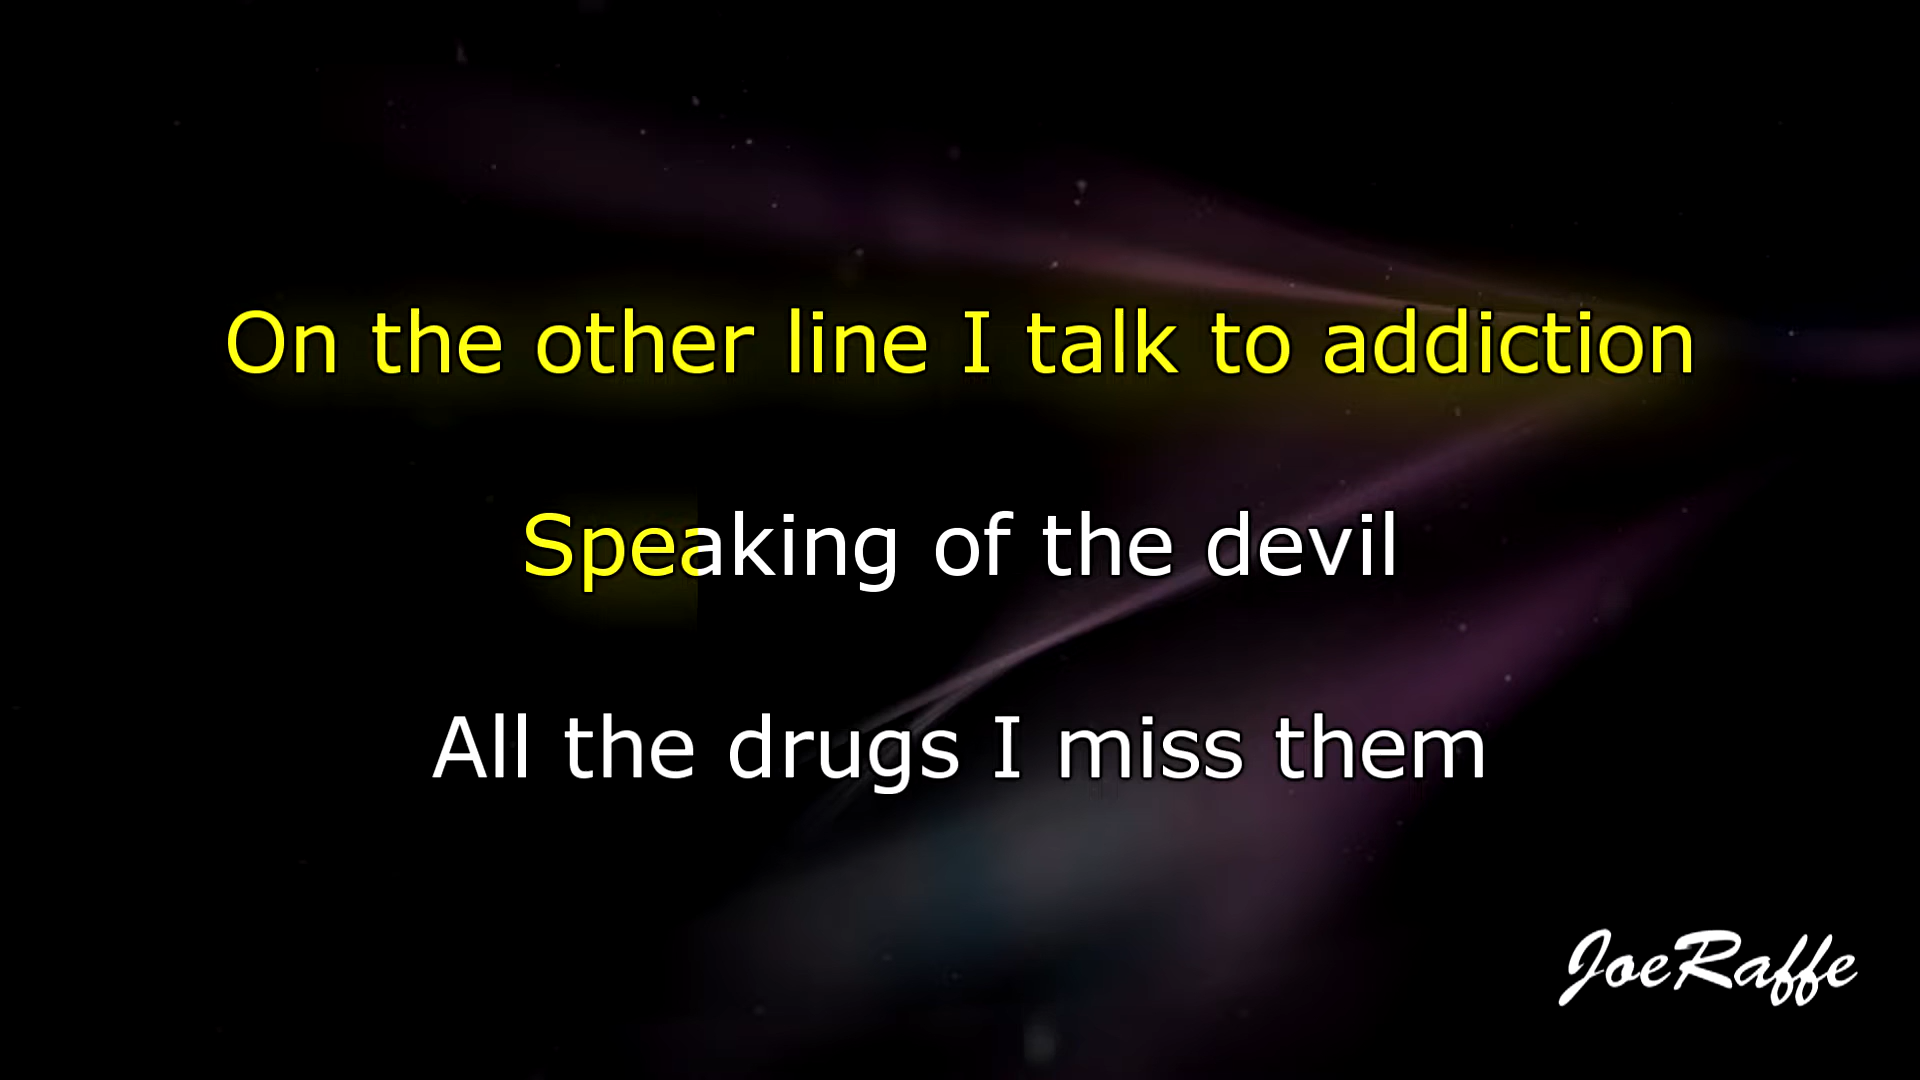 On the other line I talk to addiction
Speaking of the devil
All the drugs I miss them
JoeRaffe